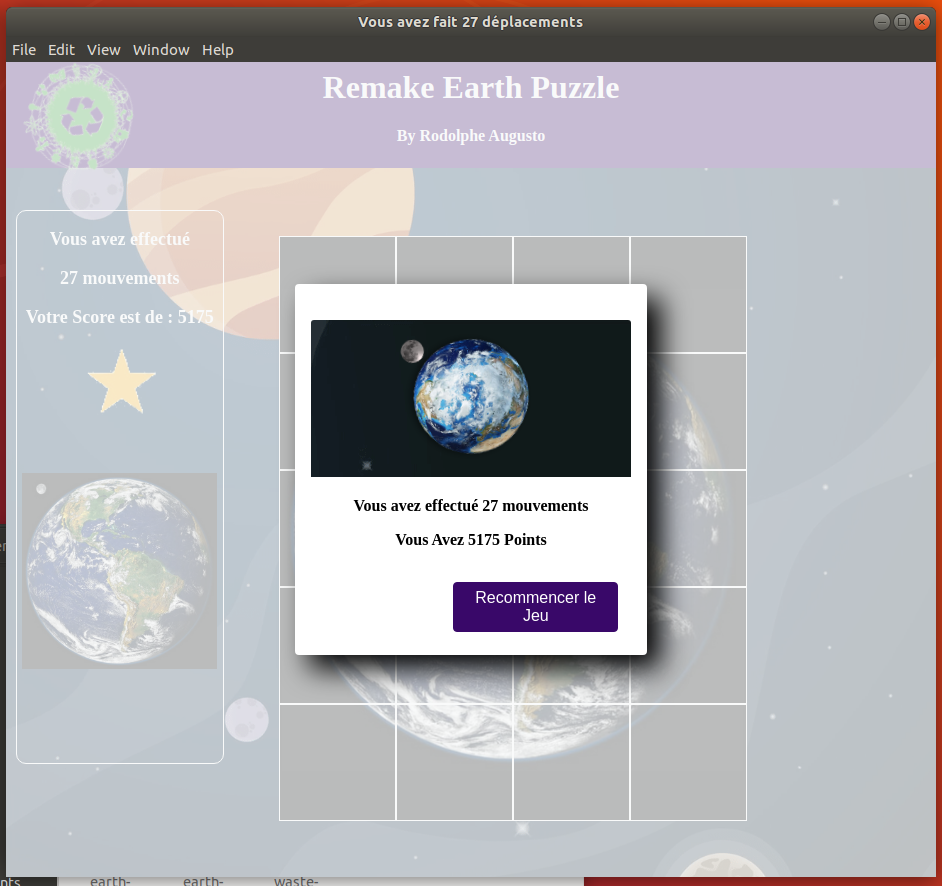 Vous avez fait 27 déplacements
File Edit View Window Help
Remake Earth Puzzle
By Rodolphe Augusto
Vous avez effectué
27 mouvements
Votre Score est de : 5175
Vous avez effectué 27 mouvements
Vous Avez 5175 Points
Recommencer le
Jeu
earth- earth- waste-